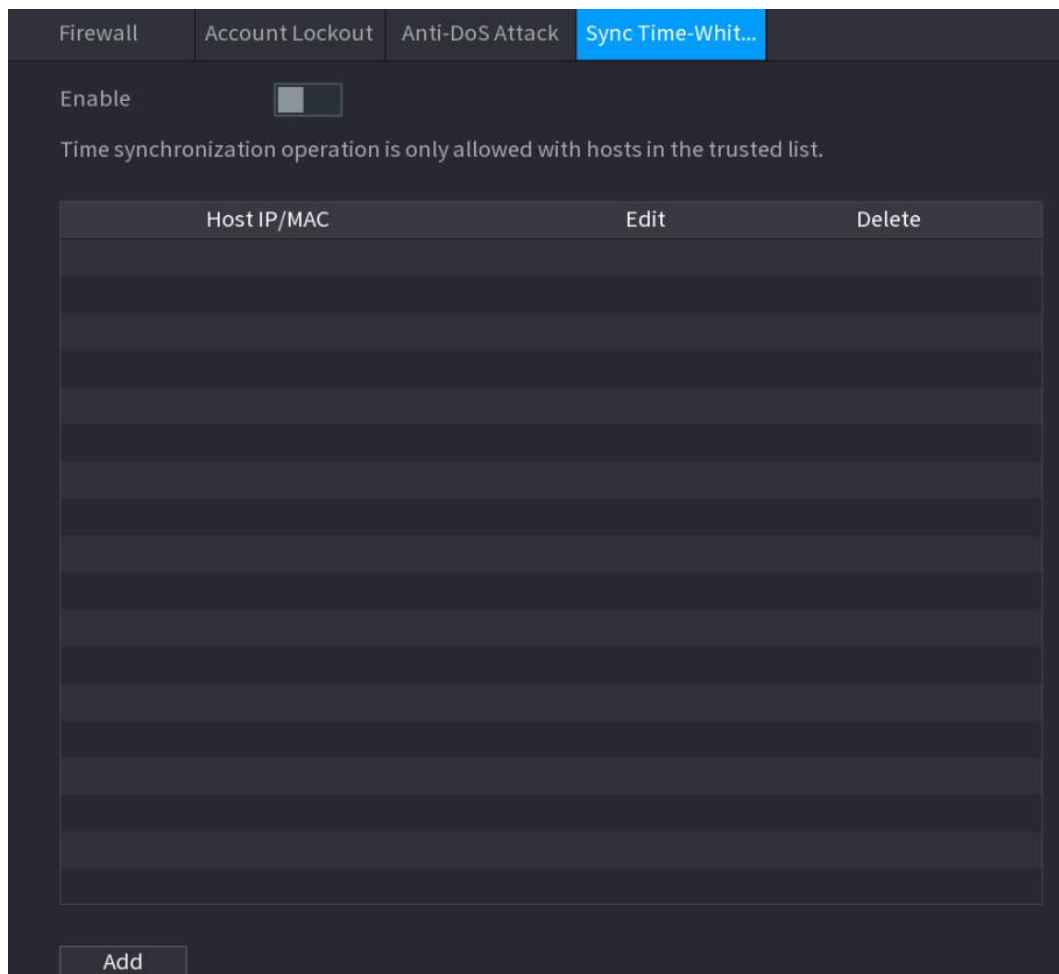 Firewall Account Lockout Anti-DoS Attack Sync Time-Whit...
Enable
Time synchronization operation is only allowed with hosts in the trusted list.
Host IP/MAC Edit Delete
Add